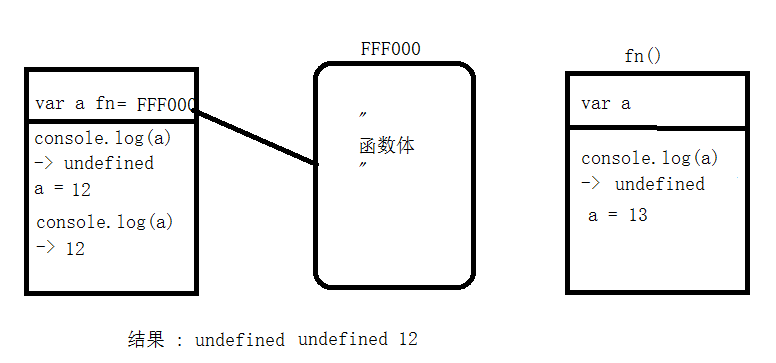 var a fn= FFF000
console.log(a)
-> undefined
a = 12
console.log(a)
-> 12
FFF000
"
函数体
"
fn()
var a
console.log(a)
-> undefined
a = 13
结果 : undefined undefined 12